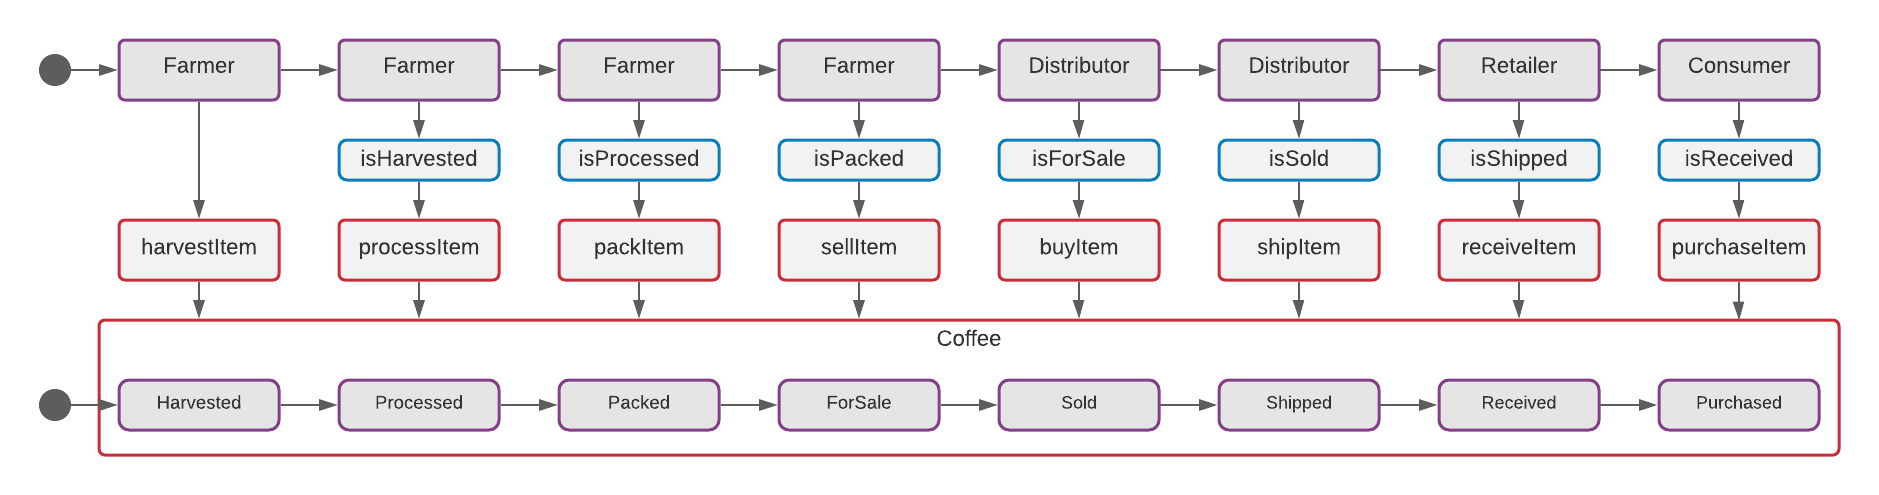 Farmer
Farmer
Farmer
Farmer
Distributor
Distributor
Retailer
Consumer
isHarvested
isProcessed
isPacked
isForSale
isSold
isShipped
isReceived
harvestItem
processItem
packItem
sellItem
buyItem
shipItem
receiveItem
purchaseItem
Coffee
Harvested
Processed
Packed
ForSale
Sold
Shipped
Received
Purchased